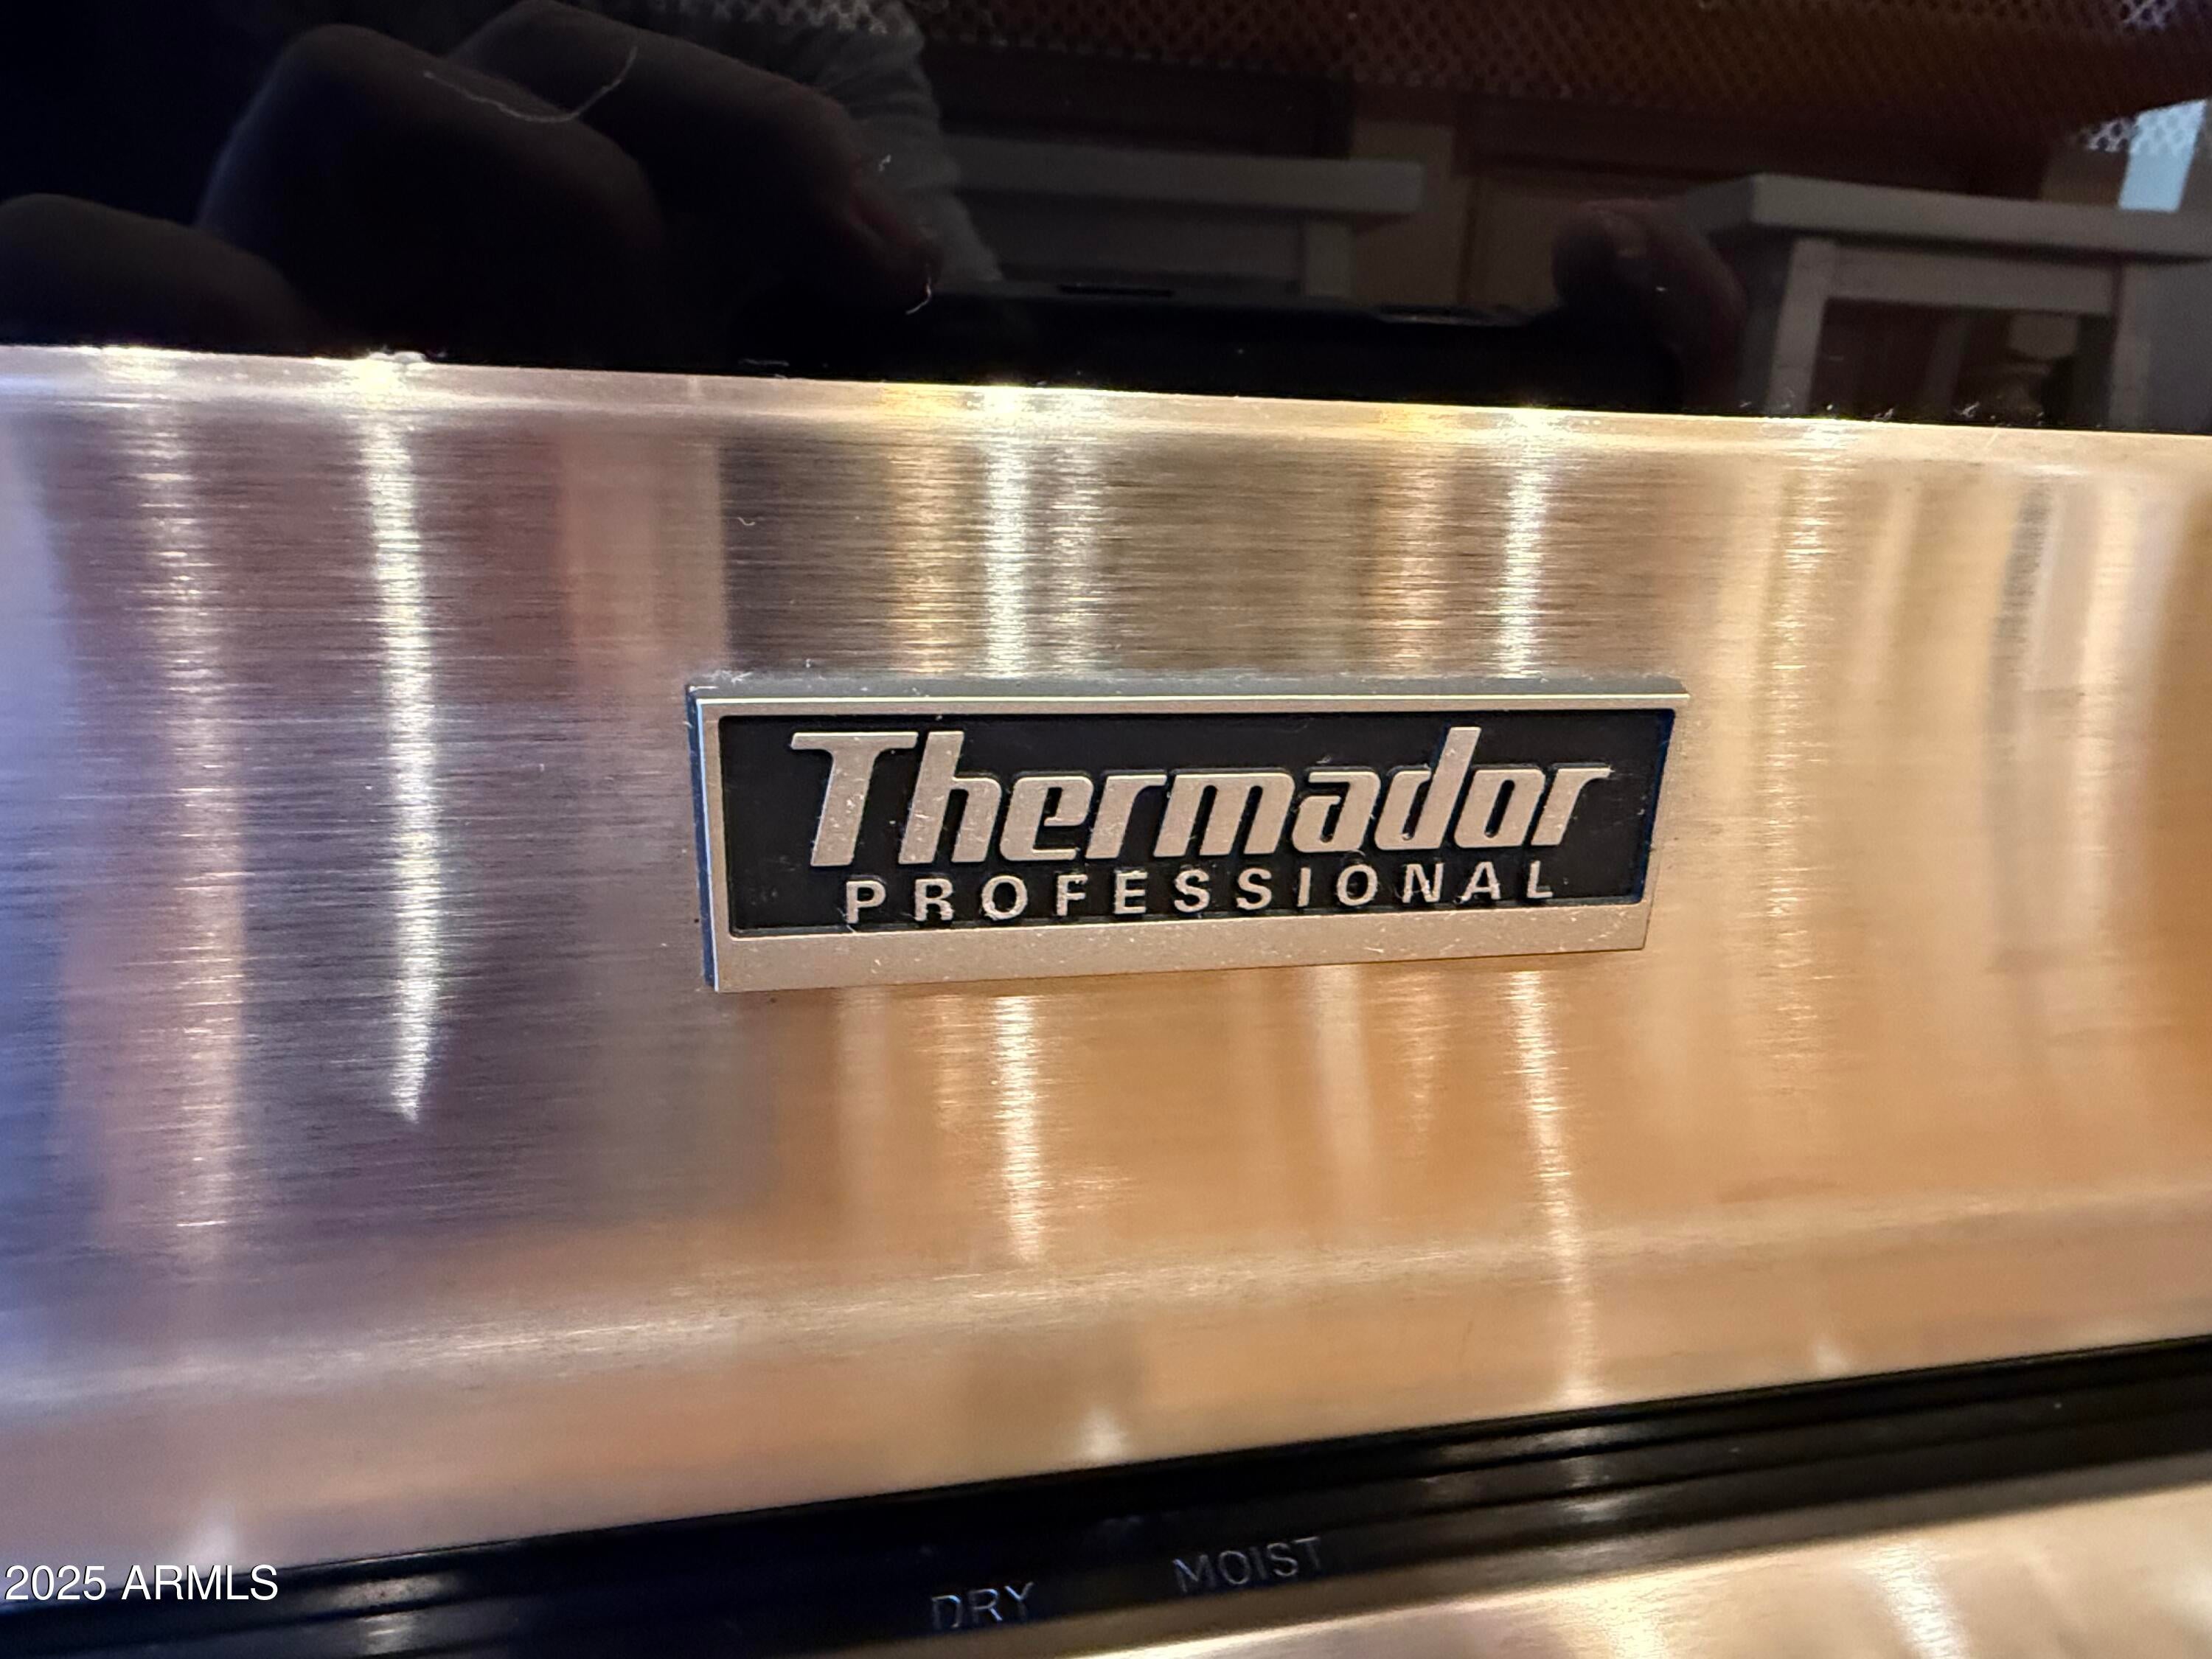 Thermador
PROFESSIONAL
DRY MOIST
2025 ARMLS